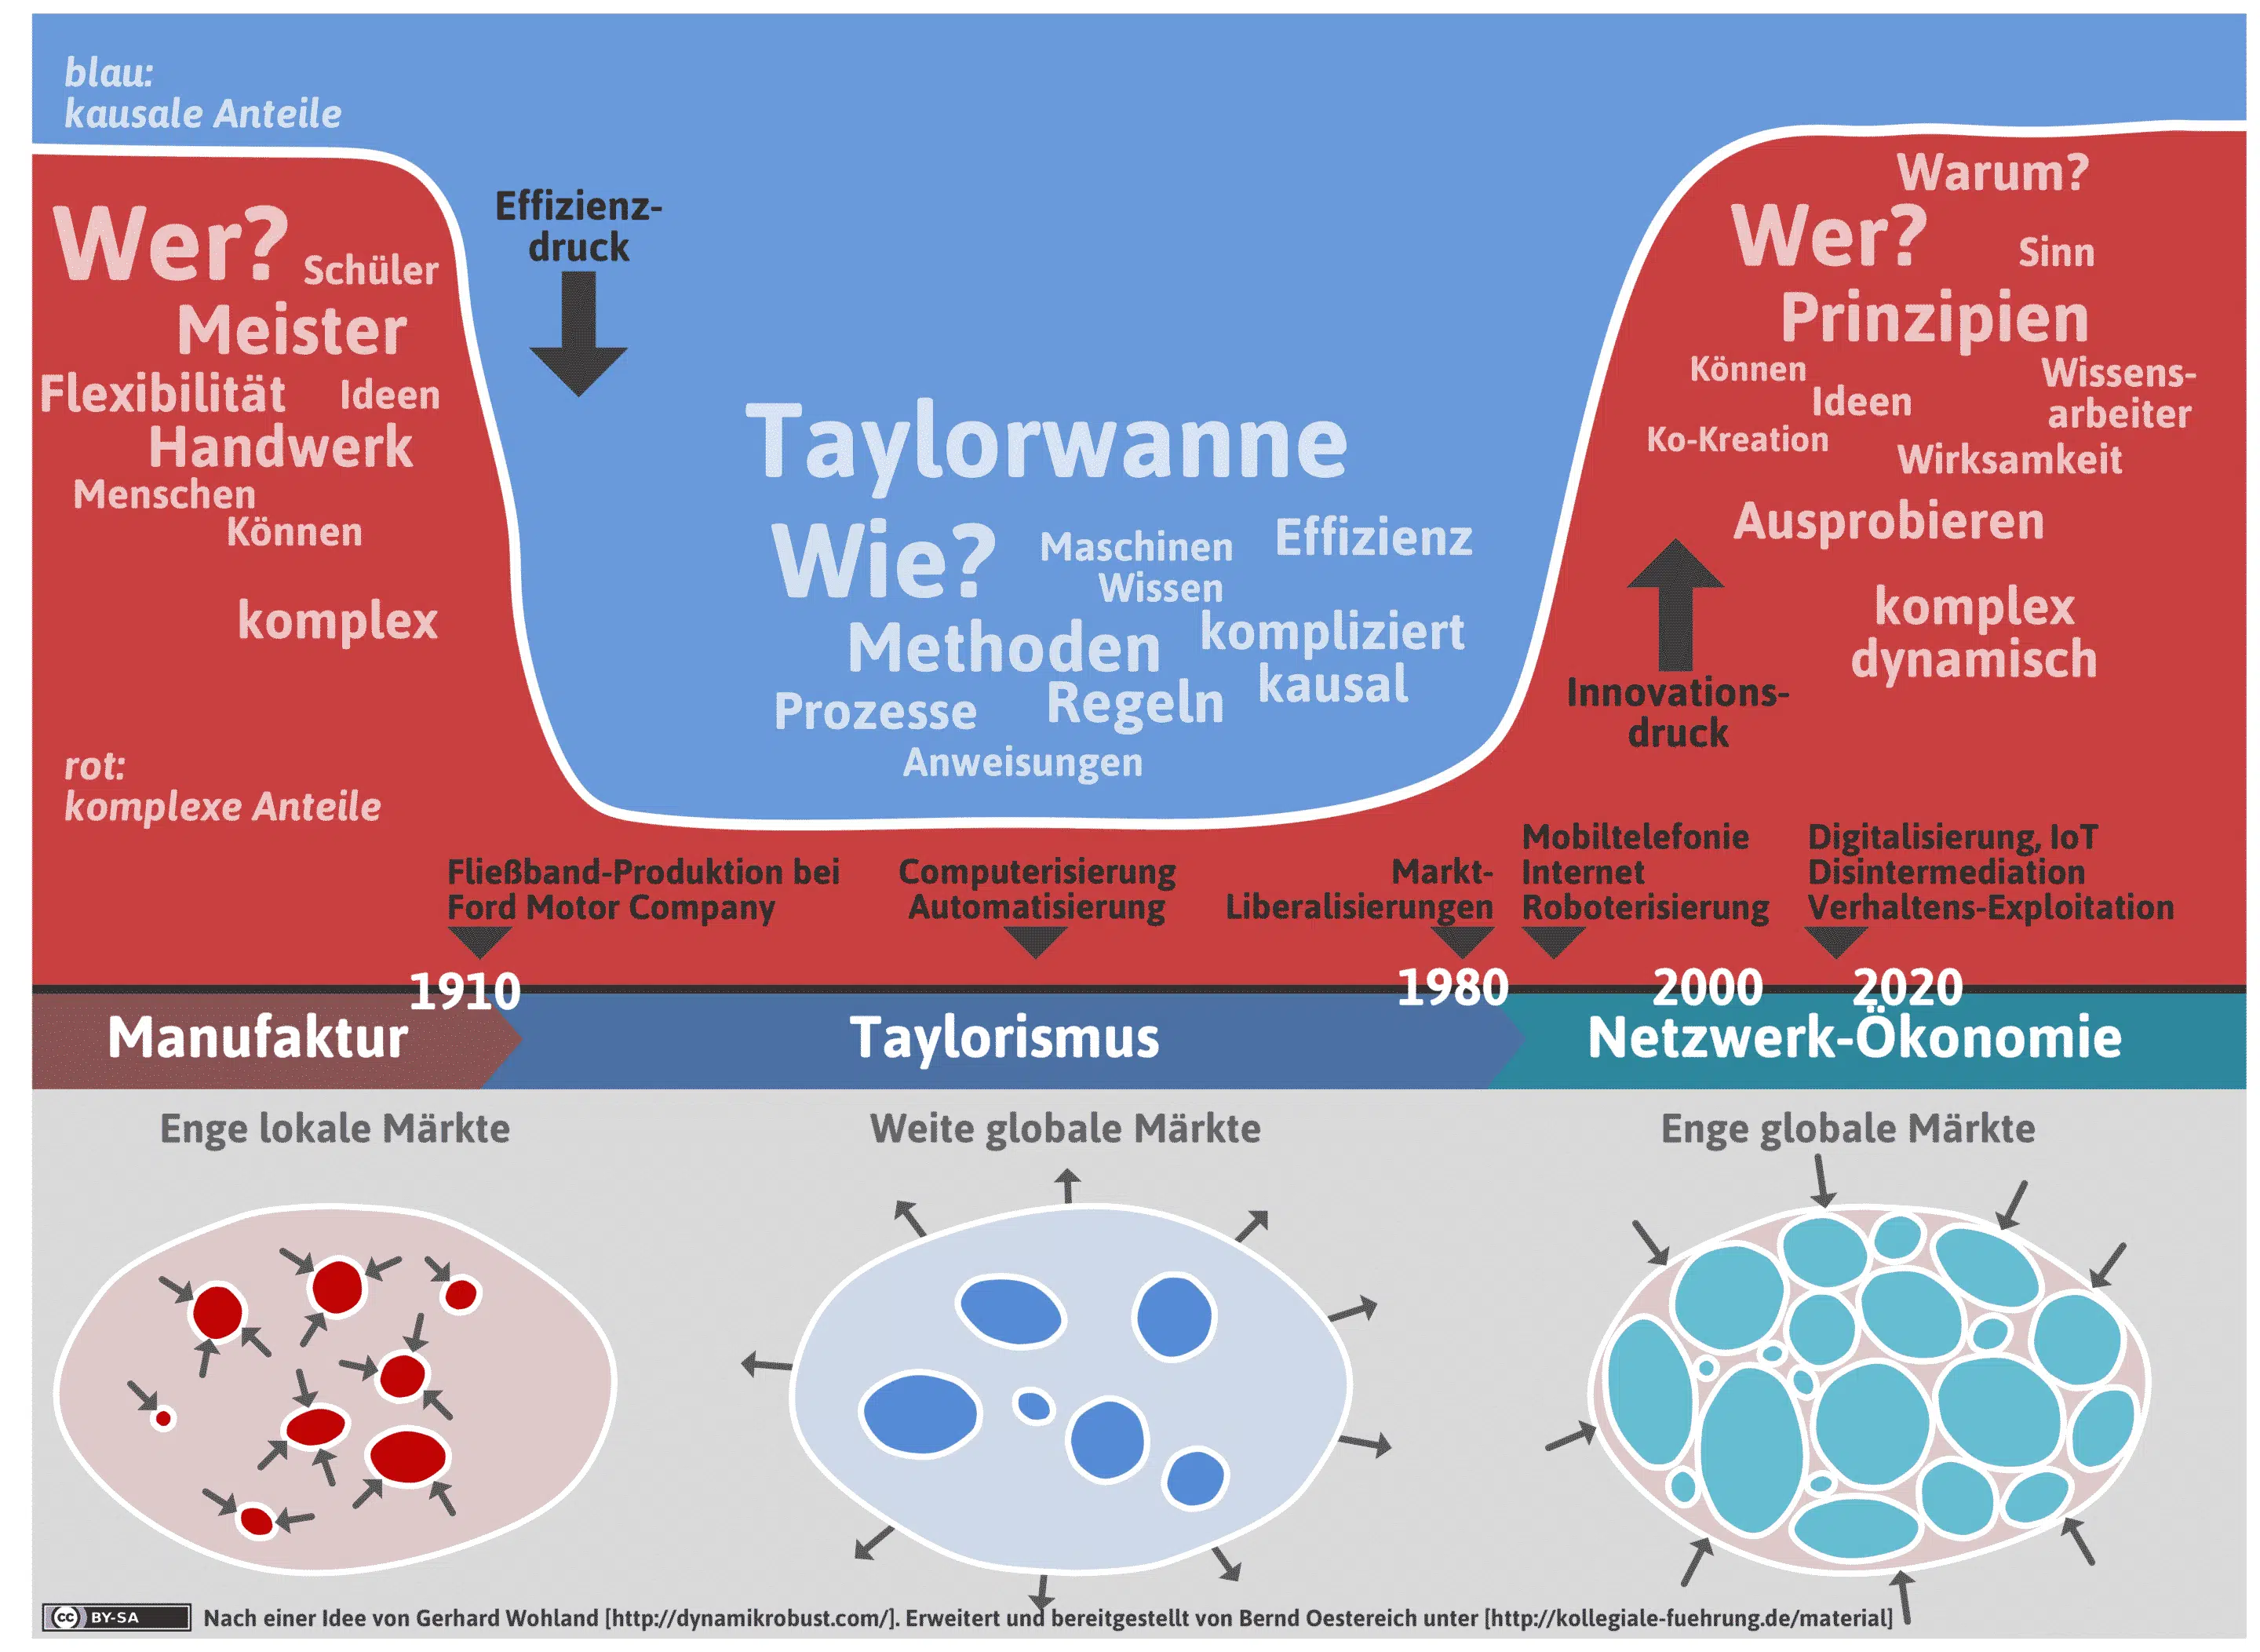 blau:
kausale Anteile
Wer?
Schüler
Meister
Flexibilität
Ideen
Handwerk
Menschen
Können
komplex
rot:
komplexe Anteile
Effizienz-
druck
Taylorwanne
Wie?
Maschinen
Effizienz
Wissen
Methoden
kompliziert
kausal
Prozesse
Regeln
Anweisungen
Warum?
Wer?
Sinn
Prinzipien
Können
Wissens-
arbeiter
Ideen
Ko-Kreation
Wirksamkeit
Ausprobieren
komplex
dynamisch
Innovations-
druck
Fließband-Produktion bei
Ford Motor Company
Computerisierung
Automatisierung
Markt-
Liberalisierungen
Mobiltelefonie
Internet
Roboterisierung
Digitalisierung, IoT
Disintermediation
Verhaltens-Exploitation
1910
1980
2000
2020
Manufaktur
Taylorismus
Netzwerk-Ökonomie
Enge lokale Märkte
Weite globale Märkte
Enge globale Märkte
cc BY-SA
Nach einer Idee von Gerhard Wohland [http://dynamikrobust.com/]. Erweitert und bereitgestellt von Bernd Oestereich unter [http://kollegiale-fuehrung.de/material]